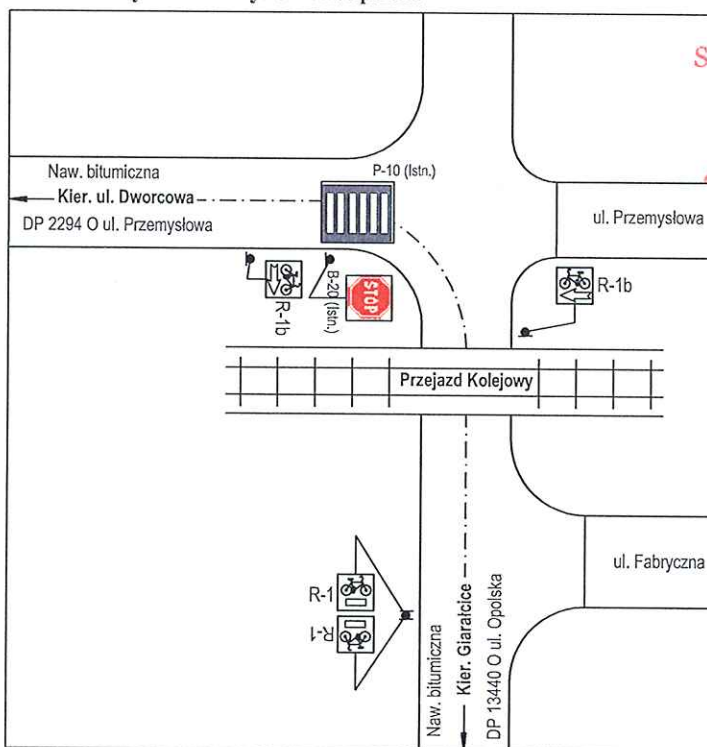 S
Naw. bitumiczna
P-10 (Istn.)
Kier. ul. Dworcowa
DP 2294 O ul. Przemysłowa
ul. Przemysłowa
R-1b
B-20 (Istn.)
STOP
R-1b
Przejazd Kolejowy
ul. Fabryczna
R-1
R-1
Naw. bitumiczna
Kier. Giarałcice
DP 13440 O ul. Opolska